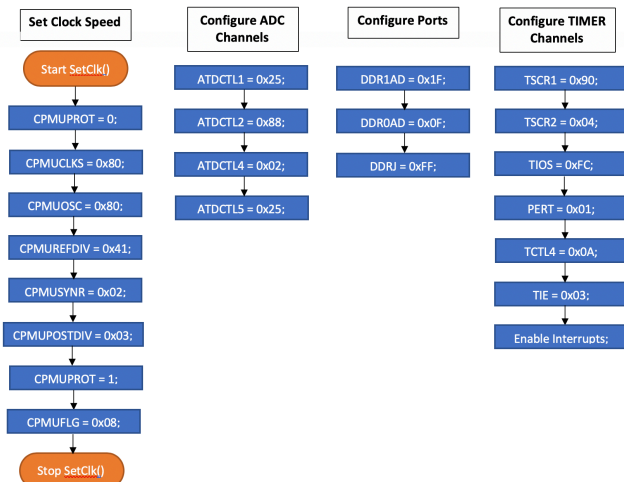 Set Clock Speed
Start SetClk()
CPMUPROT = 0;
CPMUCLKS = 0x80;
CPMUOSC = 0x80;
CPMUREFDIV = 0x41;
CPMUSYNR = 0x02;
CPMUPOSTDIV = 0x03;
CPMUPROT = 1;
CPMUFLG = 0x08;
Stop SetClk()
Configure ADC
Channels
ATDCTL1 = 0x25;
ATDCTL2 = 0x88;
ATDCTL4 = 0x02;
ATDCTL5 = 0x25;
Configure Ports
DDR1AD = 0x1F;
DDR0AD = 0x0F;
DDRJ = 0xFF;
Configure TIMER
Channels
TSCR1 = 0x90;
TSCR2 = 0x04;
TIOS = 0xFC;
PERT = 0x01;
TCTL4 = 0x0A;
TIE = 0x03;
Enable Interrupts;